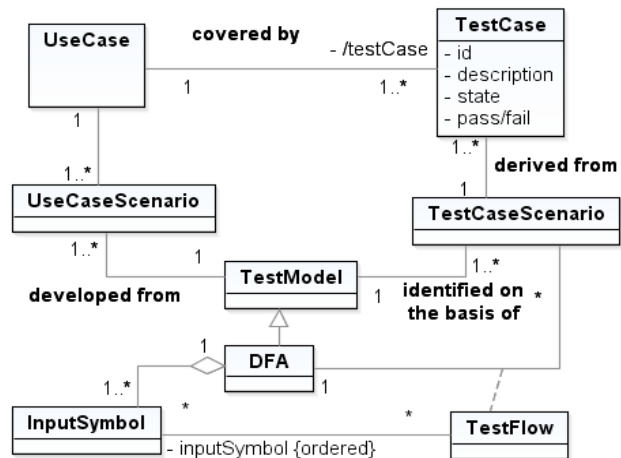 UseCase
covered by
- /testCase
1
1..*
TestCase
- id
- description
- state
- pass/fail
1
1..*
UseCaseScenario
1..*
derived from
1
TestCaseScenario
1..*
1
developed from
TestModel
1
1..*
identified on
the basis of
*
1
DFA
1
1..*
InputSymbol
*
- inputSymbol {ordered}
*
TestFlow